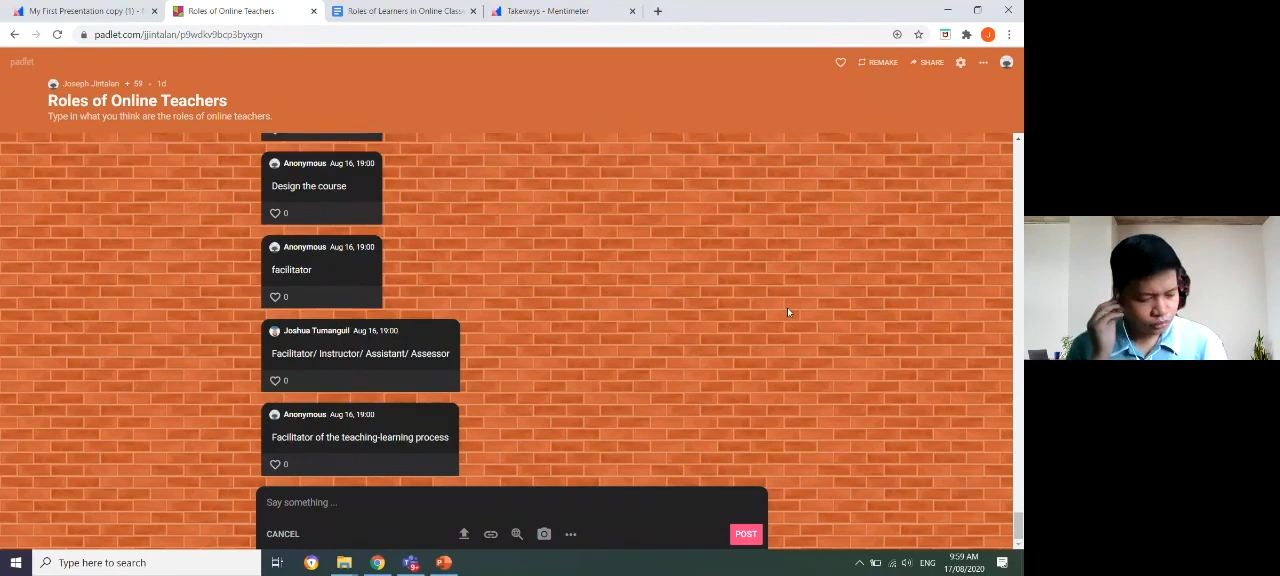 My First Presentation copy (1) - M
Roles of Online Teachers
Roles of Learners in Online Class
Takeways - Mentimeter
padlet.com/jjintalan/p9wdkv9bcp3byxgn
padlet
REMAKE
SHARE
Joseph Jintalan + 59 • 1d
Roles of Online Teachers
Type in what you think are the roles of online teachers.
Anonymous Aug 16, 19:00
Design the course
0
Anonymous Aug 16, 19:00
facilitator
0
Joshua Tumanguil Aug 16, 19:00
Facilitator/ Instructor/ Assistant/ Assessor
0
Anonymous Aug 16, 19:00
Facilitator of the teaching-learning process
0
Say something ...
CANCEL
POST
Type here to search
9+
ENG
9:59 AM
17/08/2020